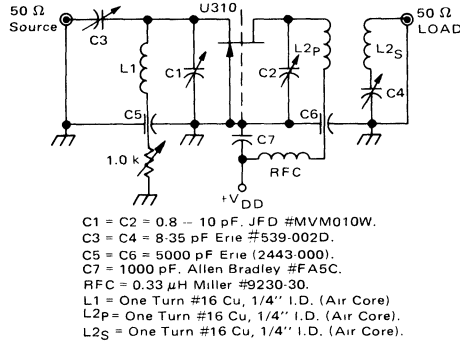 50 Ω
Source
C3
U310
50 Ω
LOAD
L1
C1
C2
L2P
L2S
C4
C5
C7
C6
1.0 k
RFC
+VDD
C1 = C2 = 0.8 – 10 pF. JFD #MVM010W.
C3 = C4 = 8-35 pF Erie #539-002D.
C5 = C6 = 5000 pF Erie (2443-000).
C7 = 1000 pF. Allen Bradley #FA5C.
RFC = 0.33 μH Miller #9230-30.
L1 = One Turn #16 Cu, 1/4'' I.D. (Air Core)
L2P = One Turn #16 Cu, 1/4'' I.D. (Air Core).
L2S = One Turn #16 Cu, 1/4'' I.D. (Air Core).